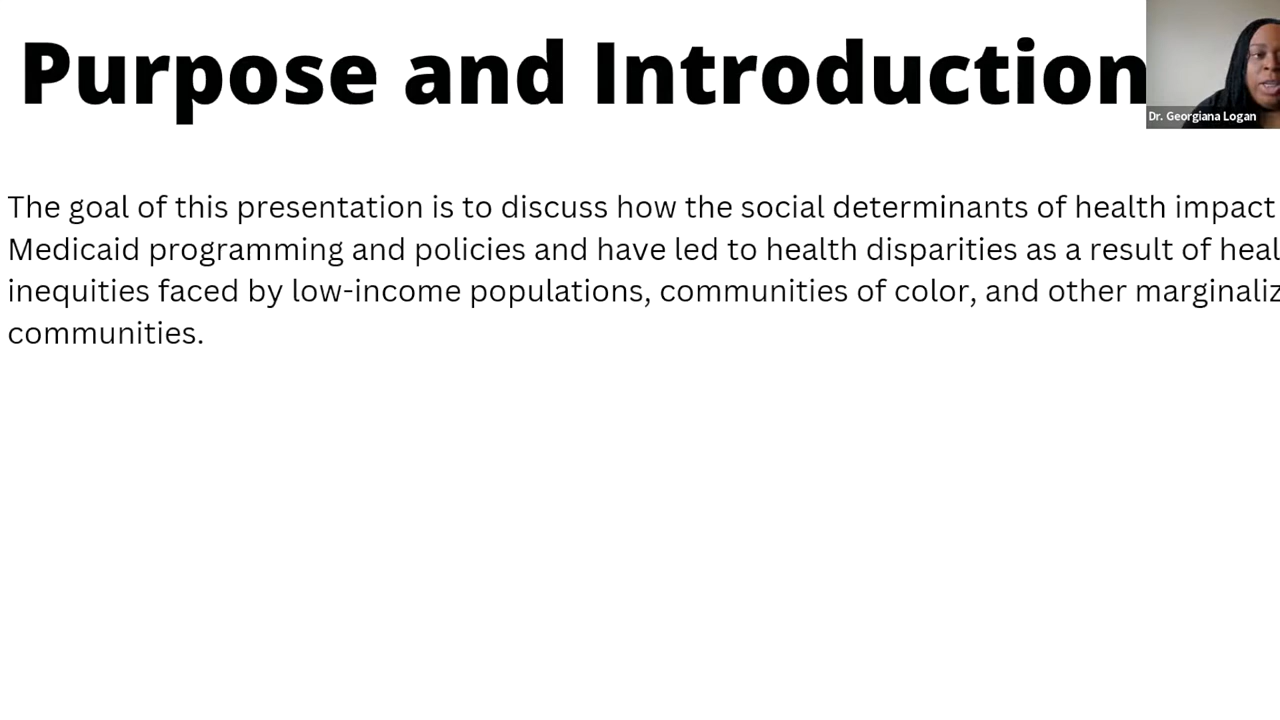 Purpose and Introduction
Dr. Georgiana Logan
The goal of this presentation is to discuss how the social determinants of health impact
Medicaid programming and policies and have led to health disparities as a result of
inequities faced by low-income populations, communities of color, and other
communities.